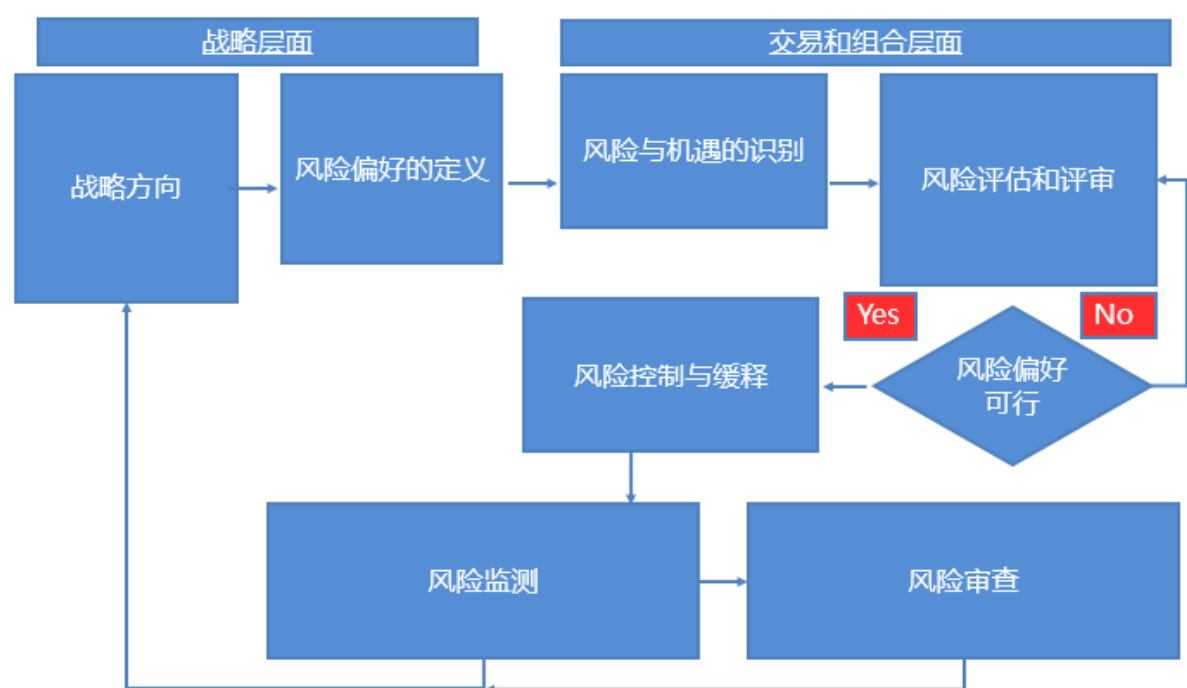 战略层面
交易和组合层面
战略方向
风险偏好的定义
风险与机遇的识别
风险评估和评审
Yes
No
风险偏好
可行
风险控制与缓释
风险监测
风险审查